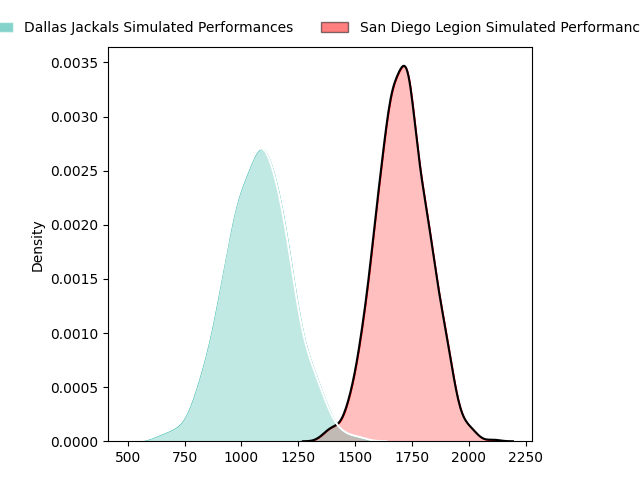 Dallas Jackals Simulated Performances
San Diego Legion Simulated Performanc
0.0035
0.0030
0.0025
0.0020
0.0015
0.0010
0.0005
0.0000
Density
500 750 1000 1250 1500 1750 2000 2250